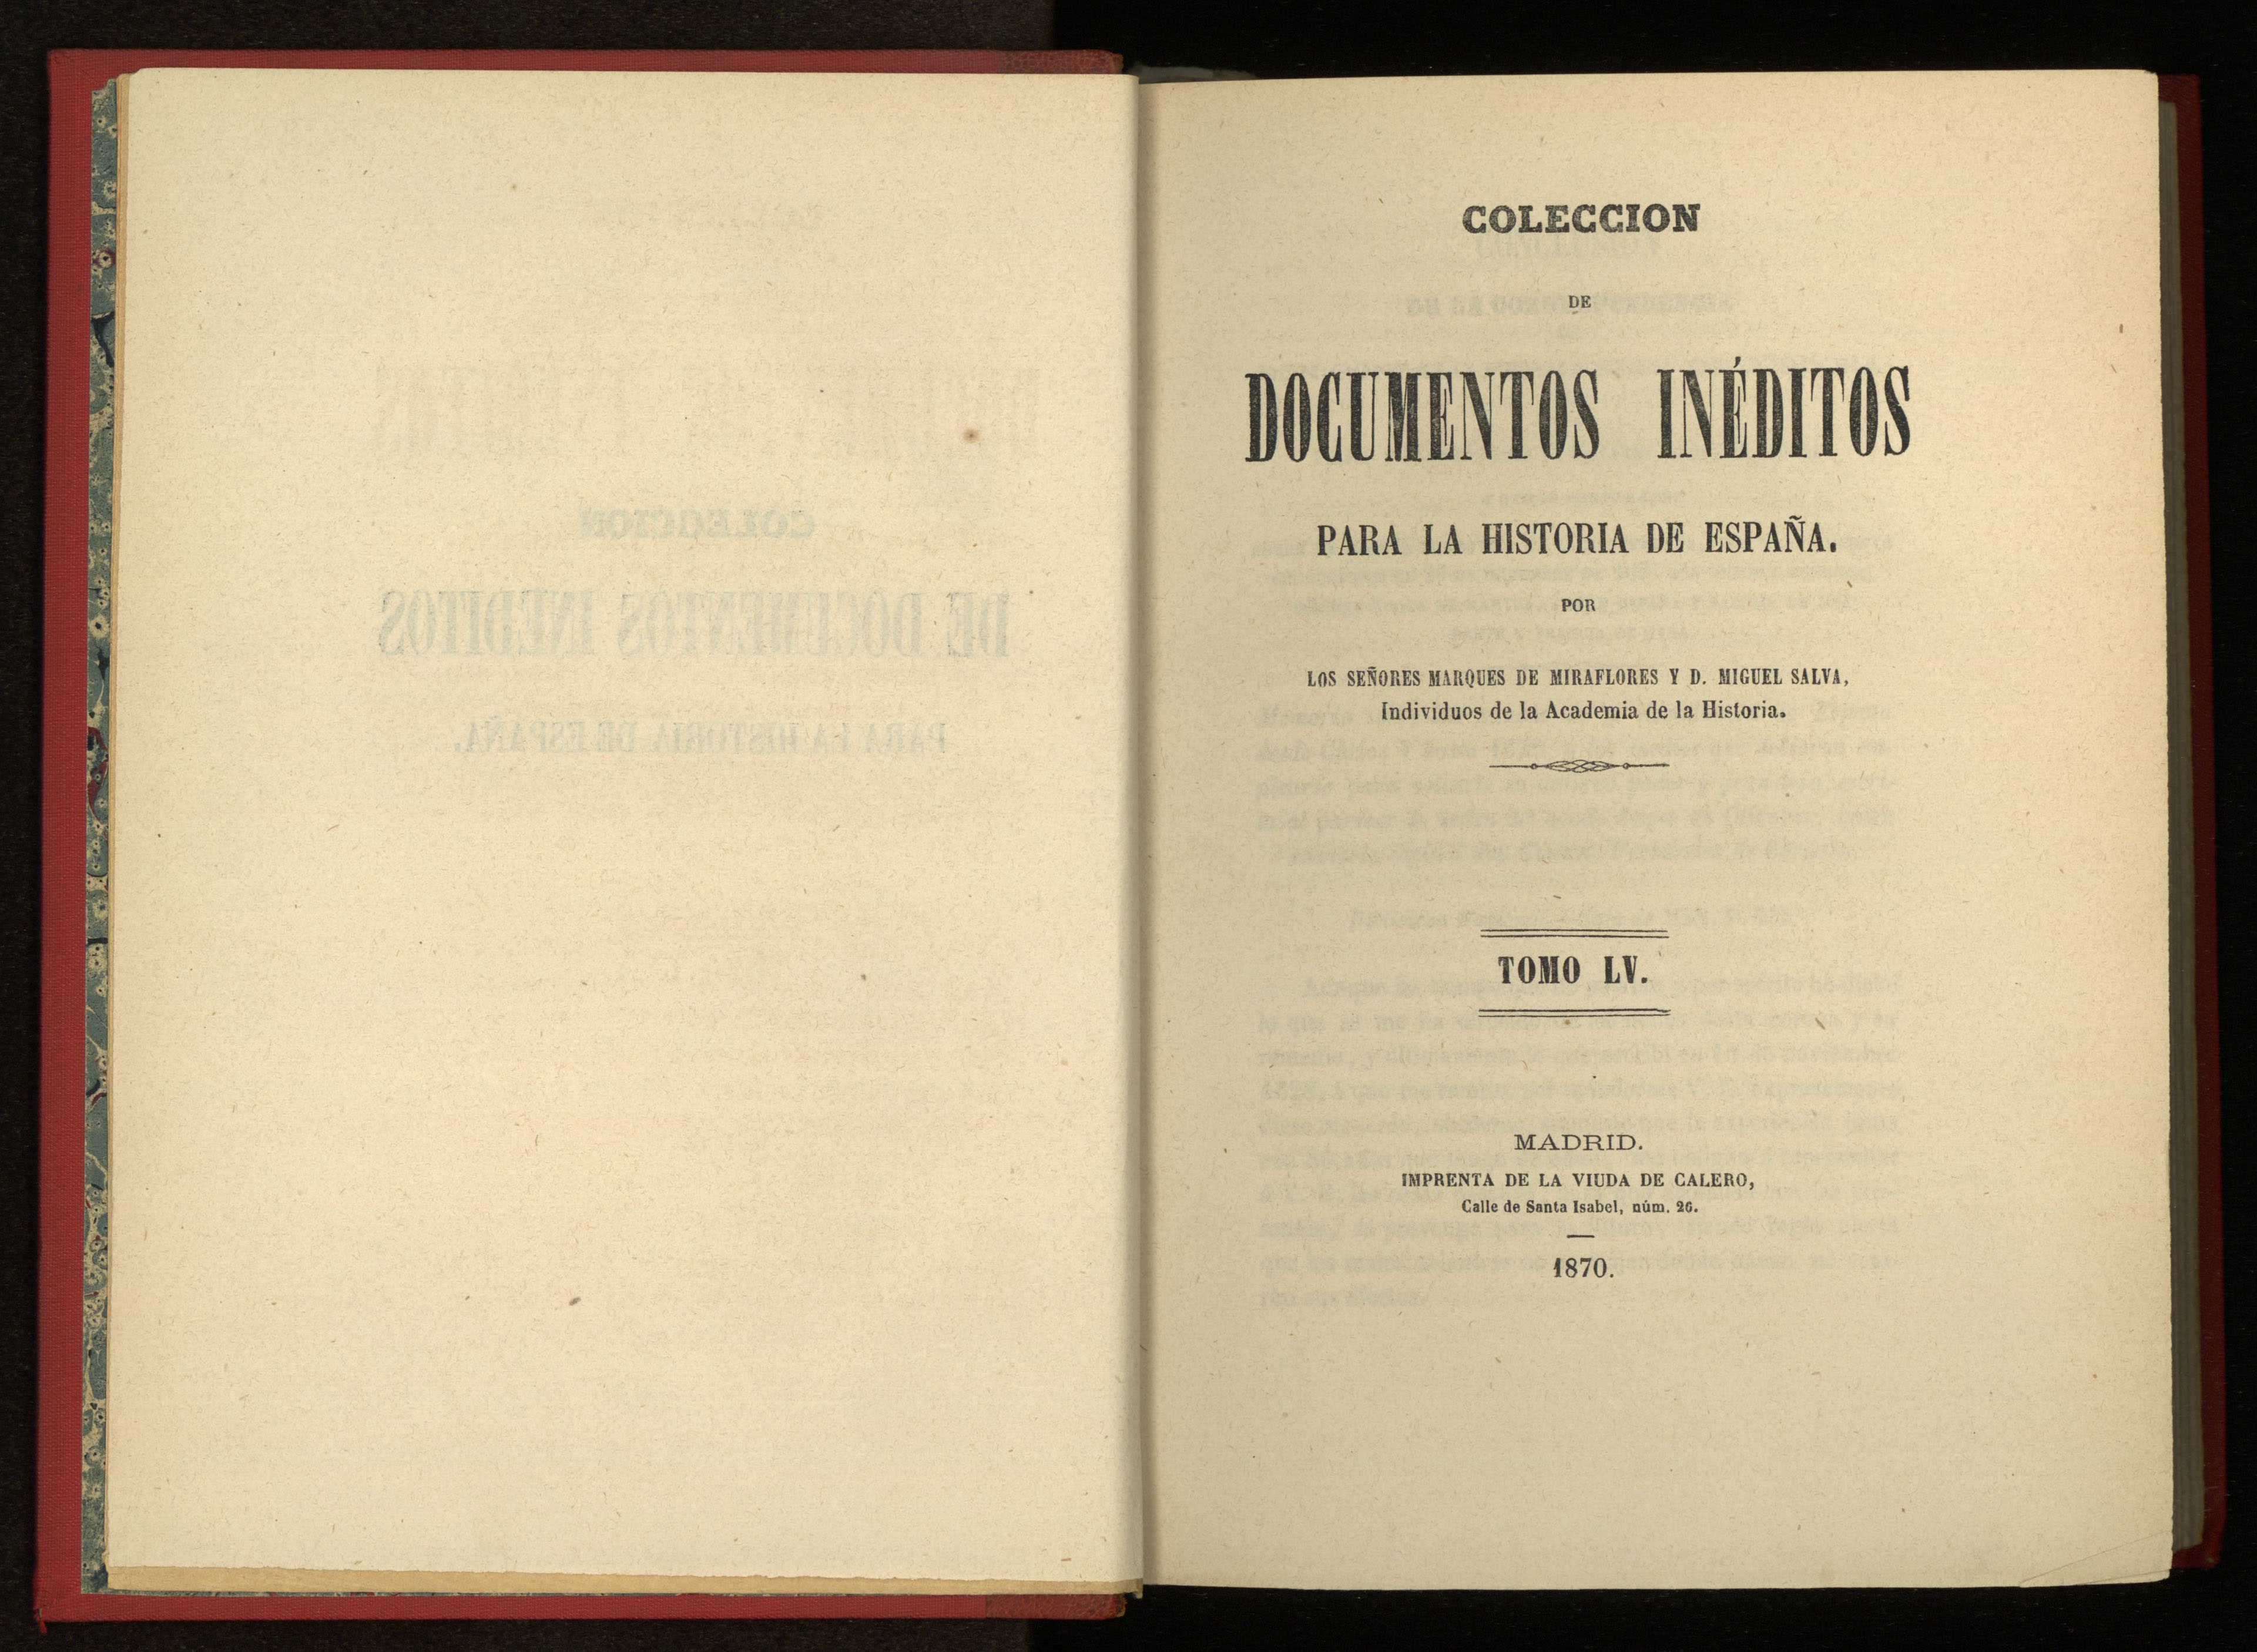 COLECCION
DE
DOCUMENTOS INÉDITOS
PARA LA HISTORIA DE ESPAÑA.
POR
LOS SEÑORES MARQUES DE MIRAFLORES Y D. MIGUEL SALVA,
Individuos de la Academia de la Historia.
TOMO LV.
MADRID.
IMPRENTA DE LA VIUDA DE CALERO,
Calle de Santa Isabel, núm. 26.
1870.